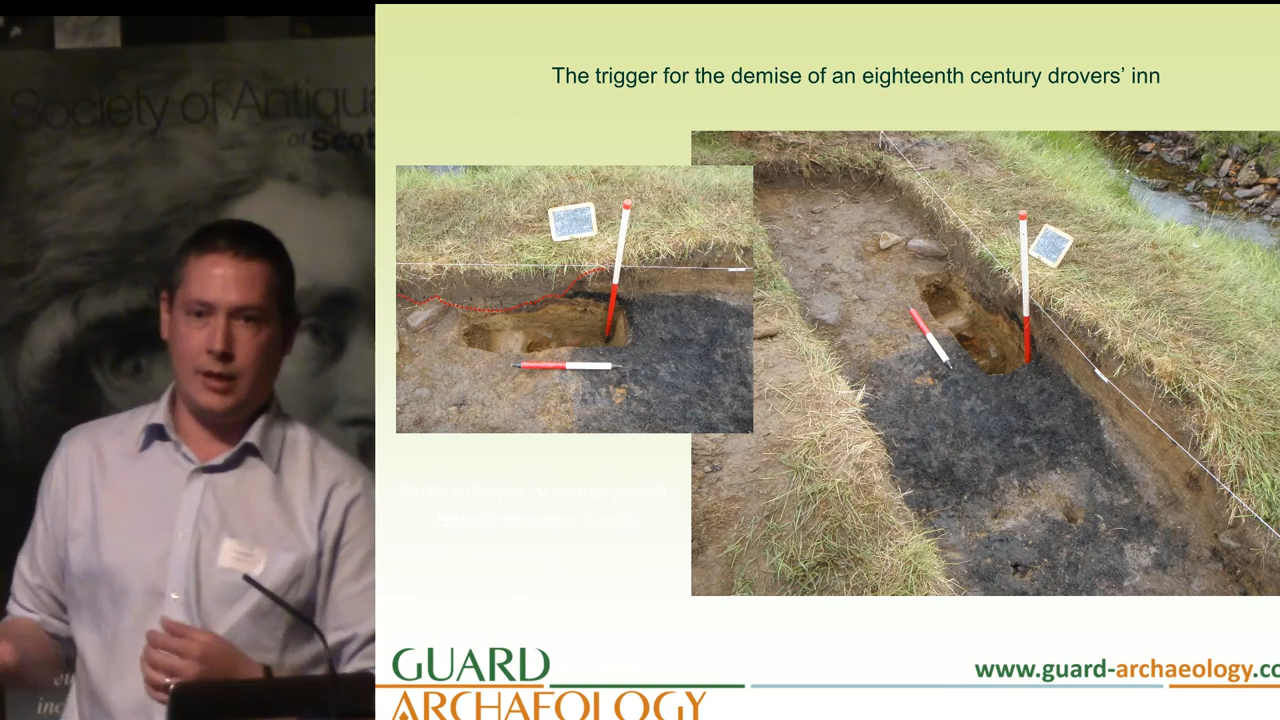 Society of Antiqua
of Scot
The trigger for the demise of an eighteenth century drovers' inn
GUARD
ARCHAEOLOGY
www.guard-archaeology.co